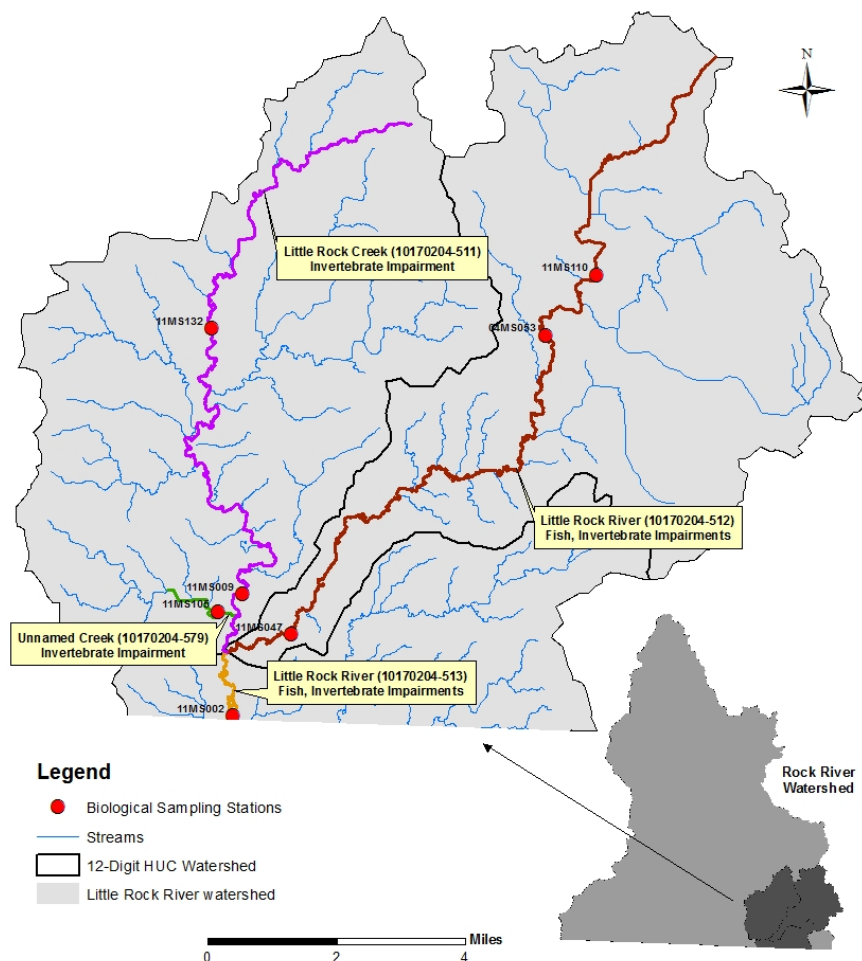 N
Little Rock Creek (10170204-511)
Invertebrate Impairment
11MS110
11MS132
04MS053
Little Rock River (10170204-512)
Fish, Invertebrate Impairments
11MS009
11MS108
11MS047
Unnamed Creek (10170204-579)
Invertebrate Impairment
Little Rock River (10170204-513)
Fish, Invertebrate Impairments
11MS002
Legend
Biological Sampling Stations
Streams
12-Digit HUC Watershed
Little Rock River watershed
Rock River
Watershed
Miles
0 2 4